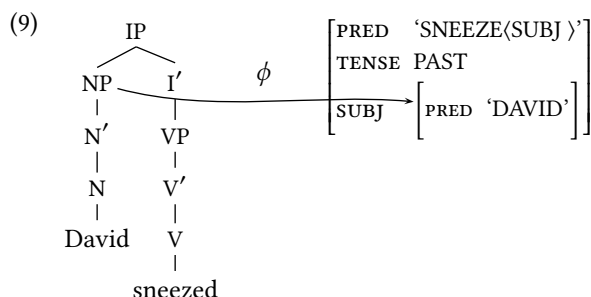 (9)
IP [PRED ‘SNEEZE⟨SUBJ ⟩’
NP I′ ϕ TENSE PAST
SUBJ [PRED ‘DAVID’]]
N′ VP
N V′
David V
sneezed